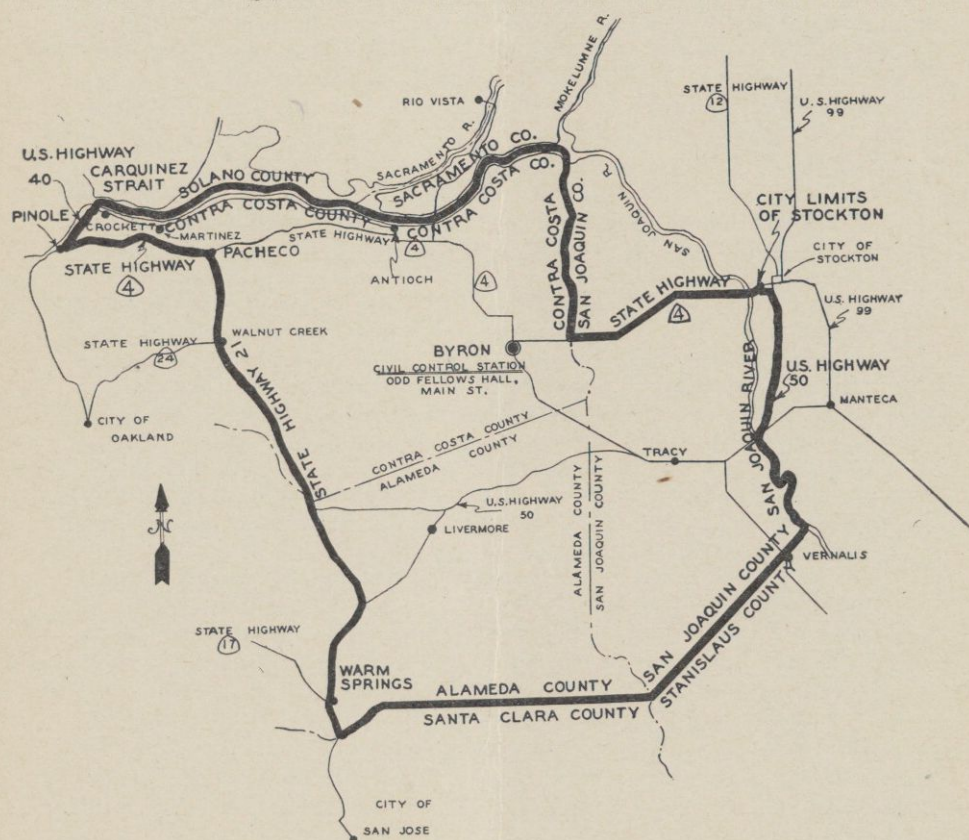 MOKELUMNE R.
RIO VISTA
STATE HIGHWAY
12
U.S. HIGHWAY
99
SACRAMENTO R.
SACRAMENTO CO.
CONTRA COSTA CO.
U.S. HIGHWAY
40
CARQUINEZ
STRAIT
SOLANO COUNTY
CONTRA COSTA COUNTY
PINOLE
CROCKETT
MARTINEZ
STATE HIGHWAY
4
ANTIOCH
PACHECO
STATE HIGHWAY
4
SAN JOAQUIN R.
CITY LIMITS
OF STOCKTON
CITY OF
STOCKTON
CONTRA COSTA
SAN JOAQUIN CO.
4
STATE HIGHWAY
4
U.S. HIGHWAY
99
STATE HIGHWAY
24
WALNUT CREEK
BYRON
CIVIL CONTROL STATION
ODD FELLOWS HALL,
MAIN ST.
SAN JOAQUIN RIVER
U.S. HIGHWAY
50
MANTECA
CITY OF
OAKLAND
STATE HIGHWAY 21
CONTRA COSTA COUNTY
ALAMEDA COUNTY
TRACY
N
U.S. HIGHWAY
50
LIVERMORE
ALAMEDA COUNTY
SAN JOAQUIN COUNTY
VERNALIS
SAN JOAQUIN COUNTY
STANISLAUS COUNTY
STATE HIGHWAY
17
WARM
SPRINGS
ALAMEDA COUNTY
SANTA CLARA COUNTY
CITY OF
SAN JOSE